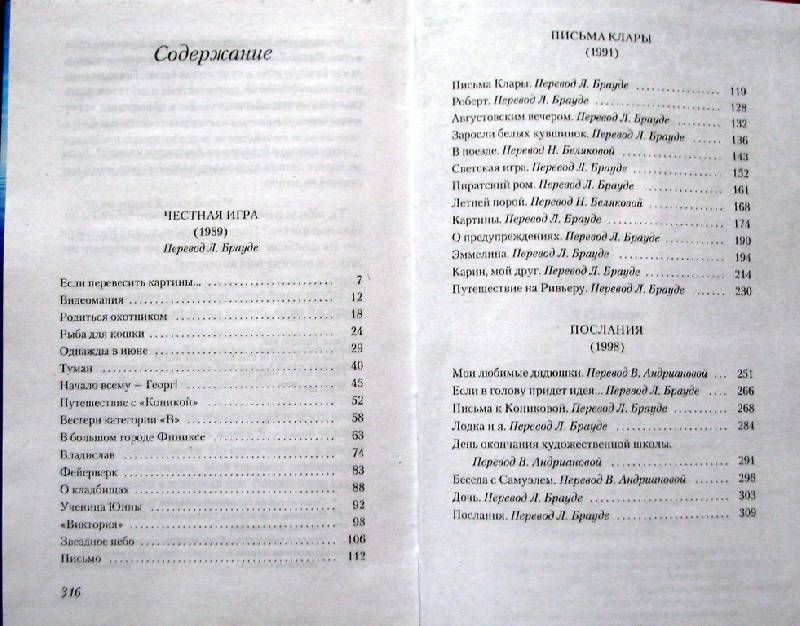 Содержание
ЧЕСТНАЯ ИГРА
(1989)
Перевод Л. Брауде
Если перевесить картины... 7
Видеомания 12
Родиться охотником 18
Рыба для кошки 24
Однажды в июне 29
Туман 40
Начало всему – Георг! 45
Путешествие с «Коникой» 52
Вестерн категории «В» 58
В большом городе Финиксе 63
Владислав 74
Фейерверк 83
О кладбищах 88
Ученица Юнны 92
«Виктория» 98
Звездное небо 106
Письмо 112
316
ПИСЬМА КЛАРЫ
(1991)
Письма Клары. Перевод Л. Брауде 119
Роберт. Перевод Л. Брауде 128
Августовским вечером. Перевод Л. Брауде 132
Заросли белых кувшинок. Перевод Л. Брауде 136
В поезде. Перевод Н. Беляковой 143
Светская игра. Перевод Л. Брауде 152
Пиратский ром. Перевод Л. Брауде 161
Летней порой. Перевод Н. Беляковой 168
Картины. Перевод Л. Брауде 174
О предупреждениях. Перевод Л. Брауде 190
Эммелина. Перевод Л. Брауде 194
Карин, мой друг. Перевод Л. Брауде 214
Путешествие на Ривьеру. Перевод Л. Брауде 230
ПОСЛАНИЯ
(1998)
Мои любимые дядюшки. Перевод В. Андриановой 251
Если в голову придет идея... Перевод Л. Брауде 266
Письма к Кониковой. Перевод Л. Брауде 268
Лодка и я. Перевод Л. Брауде 284
День окончания художественной школы.
Перевод В. Андриановой 291
Беседа с Самуэлем. Перевод В. Андриановой 298
Дочь. Перевод Л. Брауде 303
Послания. Перевод Л. Брауде 309